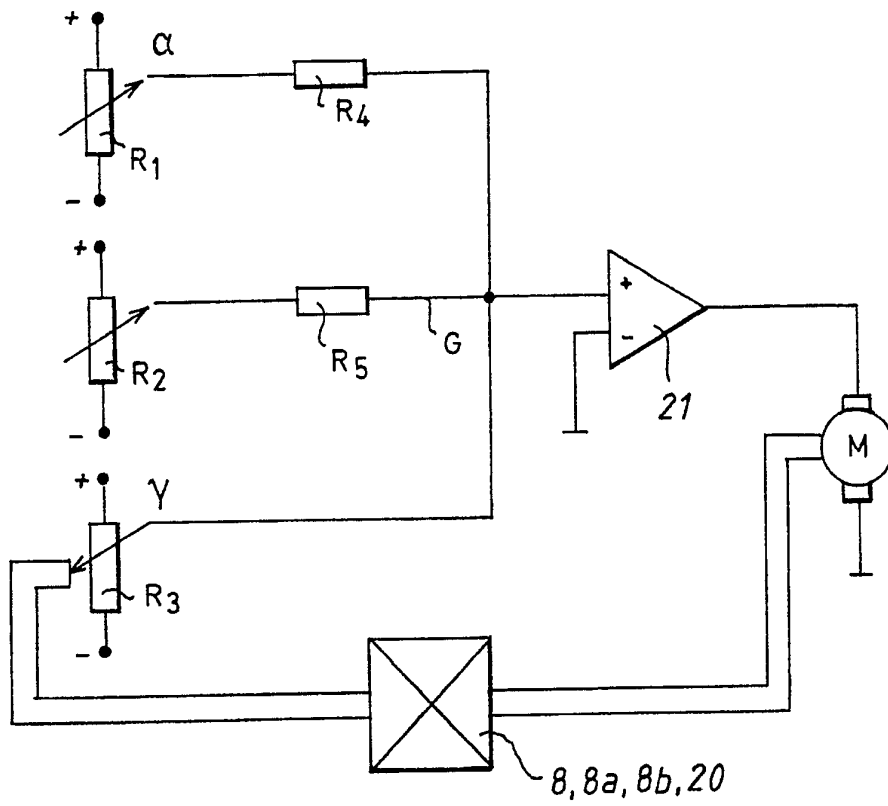 +
α
R4
R1
-
+
R5
G
R2
-
+
-
21
M
+
γ
R3
-
8, 8a, 8b, 20